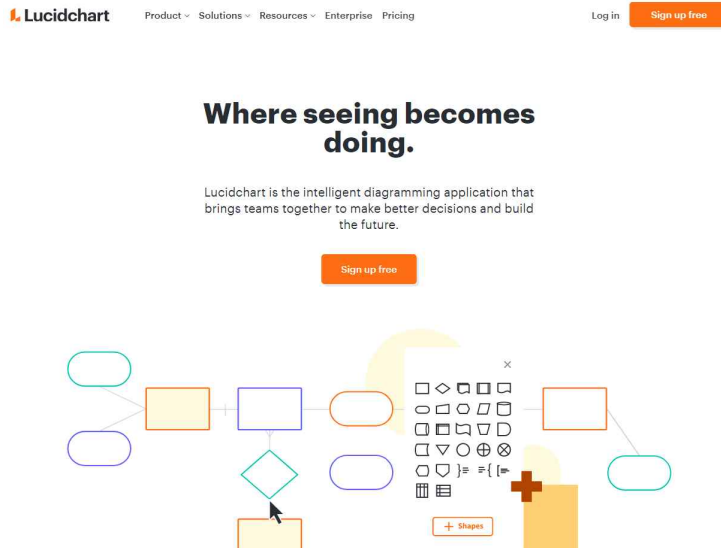 Lucidchart
Product Solutions Resources Enterprise Pricing
Log in
Sign up free
Where seeing becomes
doing.
Lucidchart is the intelligent diagramming application that
brings teams together to make better decisions and build
the future.
Sign up free
+ Shapes